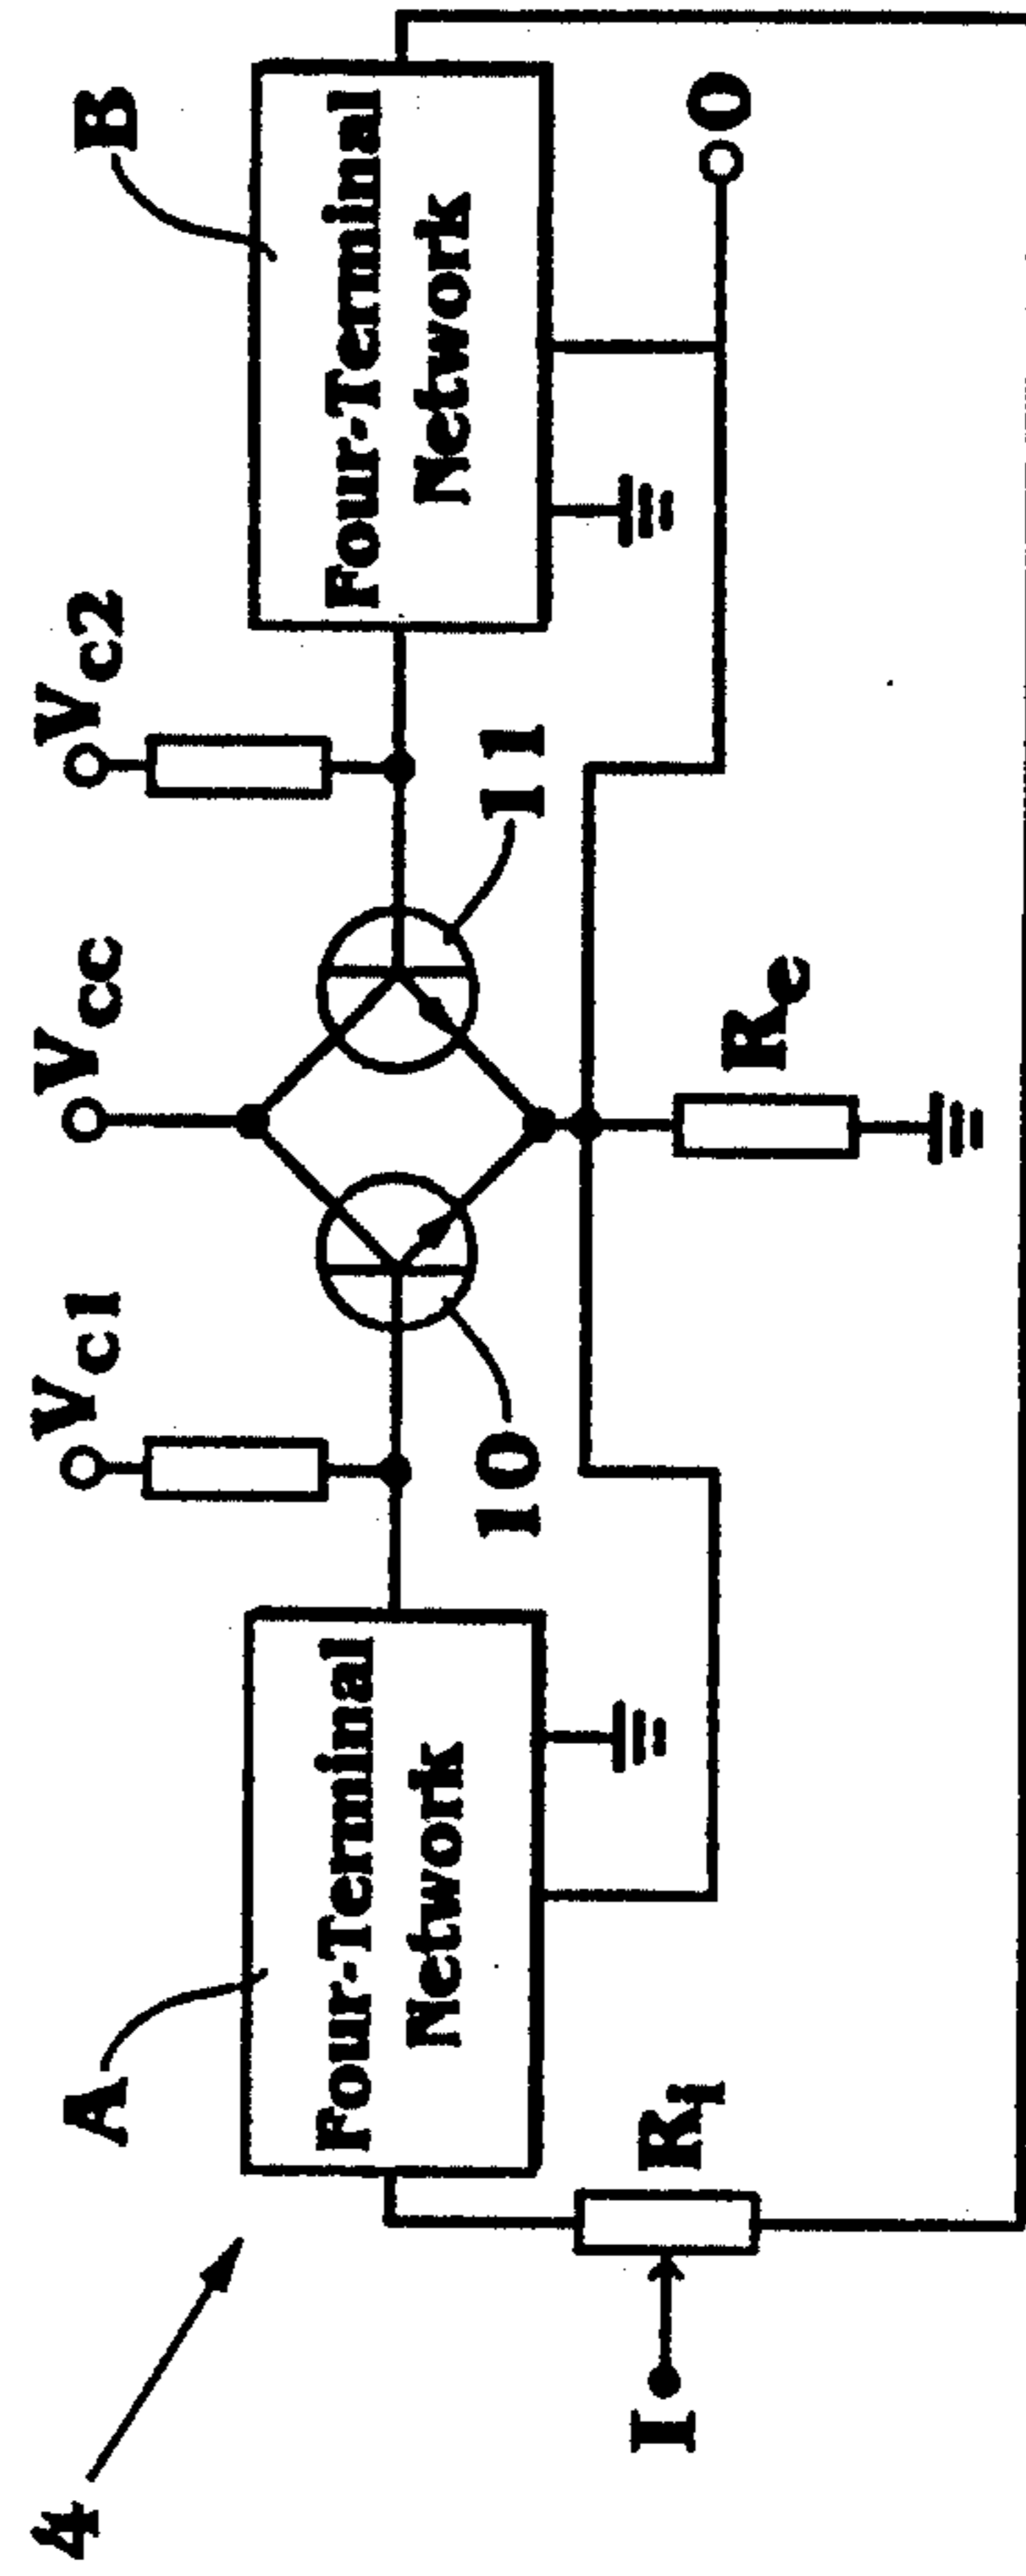 4
A
Vc1
Vcc
Vc2
B
Four-Terminal
Network
10
11
Four-Terminal
Network
I
Ri
Re
O